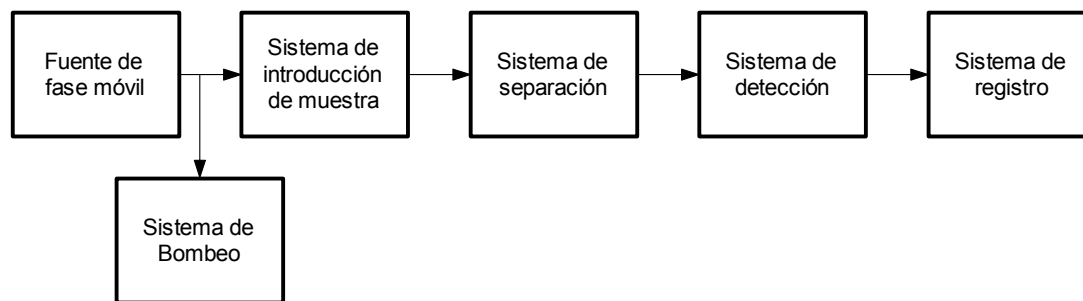 Fuente de
fase móvil
Sistema de
introducción
de muestra
Sistema de
separación
Sistema de
detección
Sistema de
registro
Sistema de
Bombeo